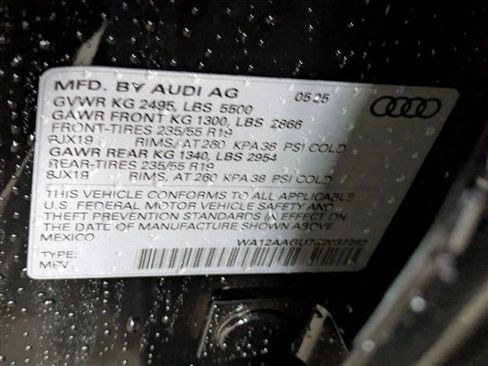 MFD. BY AUDI AG 05 25
GVWR KG 2495, LBS 5500
GAWR FRONT KG 1300, LBS 2866
FRONT-TIRES 235/55 R19
8JX19 RIMS, AT 260 KPA 38 PSI COLD
GAWR REAR KG 1340, LBS 2954
REAR-TIRES 235/55 R19
8JX19 RIMS, AT 260 KPA 38 PSI COLD
THIS VEHICLE CONFORMS TO ALL APPLICABLE
U.S. FEDERAL MOTOR VEHICLE SAFETY AND
THEFT PREVENTION STANDARDS IN EFFECT ON
THE DATE OF MANUFACTURE SHOWN ABOVE
MEXICO
TYPE:
MPV